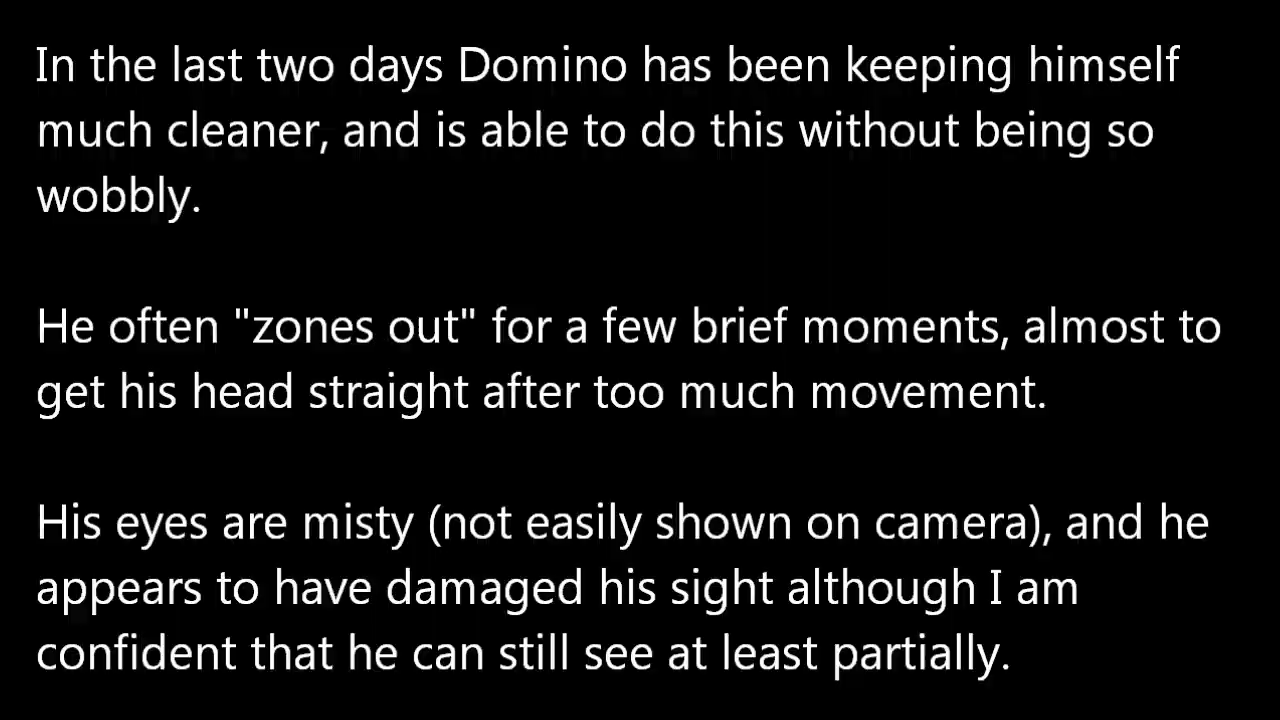 In the last two days Domino has been keeping himself
much cleaner, and is able to do this without being so
wobbly.
He often "zones out" for a few brief moments, almost to
get his head straight after too much movement.
His eyes are misty (not easily shown on camera), and he
appears to have damaged his sight although I am
confident that he can still see at least partially.